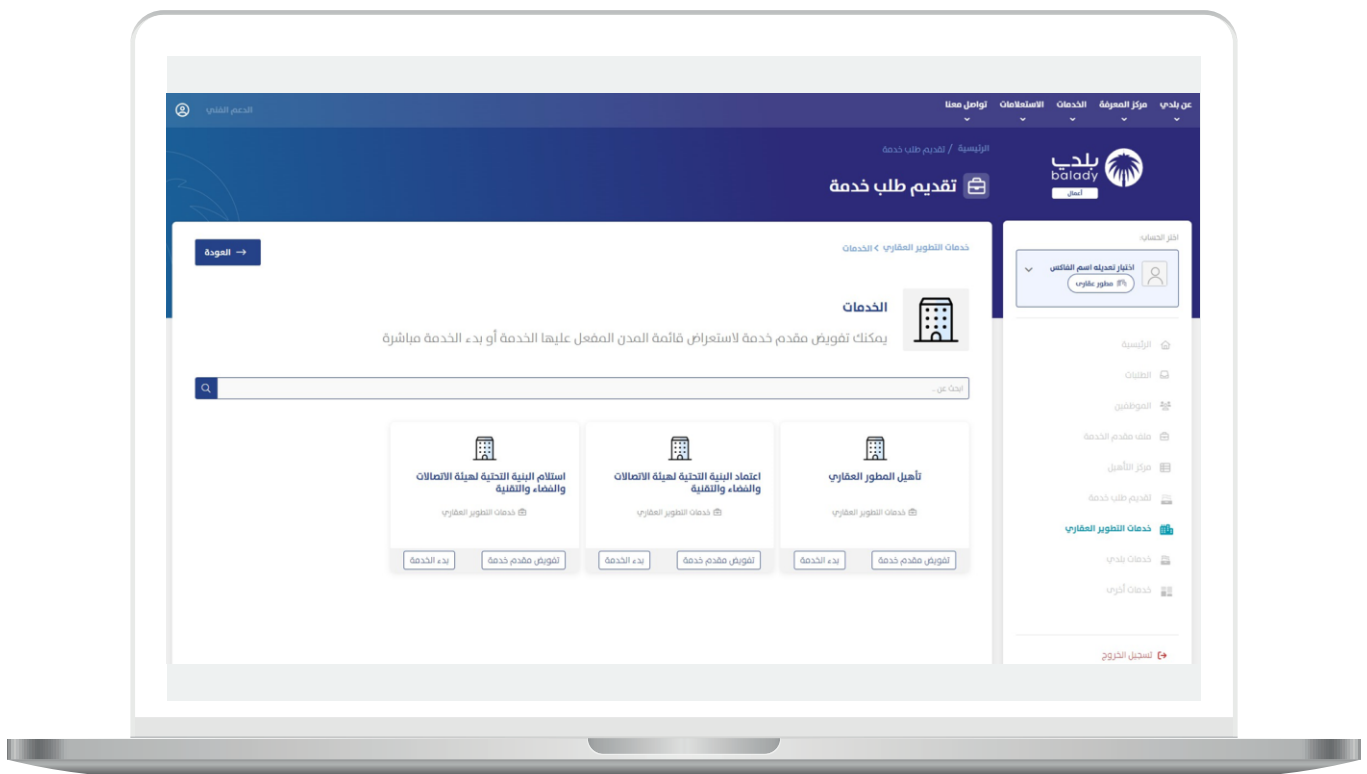 عن بلدي
مركز المعرفة
الخدمات
الاستعلامات
تواصل معنا
الدعم الفني
بلدي
balady
أعمال
الرئيسية / تقديم طلب خدمة
تقديم طلب خدمة
اختر الحساب:
اختبار تعديله اسم الفاكس
مطور عقاري
الرئيسية
الطلبات
الموظفين
ملف مقدم الخدمة
مركز التأهيل
تقديم طلب خدمة
خدمات التطوير العقاري
خدمات بلدي
خدمات أخرى
تسجيل الخروج
خدمات التطوير العقاري > الخدمات
العودة
الخدمات
يمكنك تفويض مقدم خدمة لاستعراض قائمة المدن المفعل عليها الخدمة أو بدء الخدمة مباشرة
ابحث عن..
تأهيل المطور العقاري
خدمات التطوير العقاري
تفويض مقدم خدمة
بدء الخدمة
اعتماد البنية التحتية لهيئة الاتصالات
والفضاء والتقنية
خدمات التطوير العقاري
تفويض مقدم خدمة
بدء الخدمة
استلام البنية التحتية لهيئة الاتصالات
والفضاء والتقنية
خدمات التطوير العقاري
تفويض مقدم خدمة
بدء الخدمة